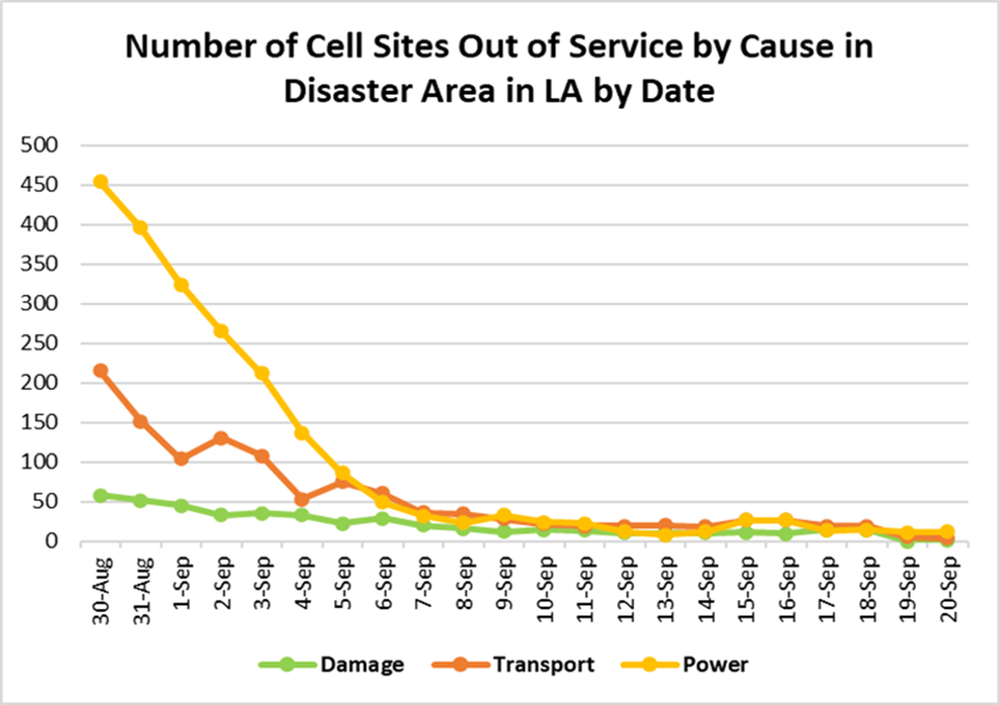 Number of Cell Sites Out of Service by Cause in
Disaster Area in LA by Date
500
450
400
350
300
250
200
150
100
50
0
30-Aug
31-Aug
1-Sep
2-Sep
3-Sep
4-Sep
5-Sep
6-Sep
7-Sep
8-Sep
9-Sep
10-Sep
11-Sep
12-Sep
13-Sep
14-Sep
15-Sep
16-Sep
17-Sep
18-Sep
19-Sep
20-Sep
Damage Transport Power